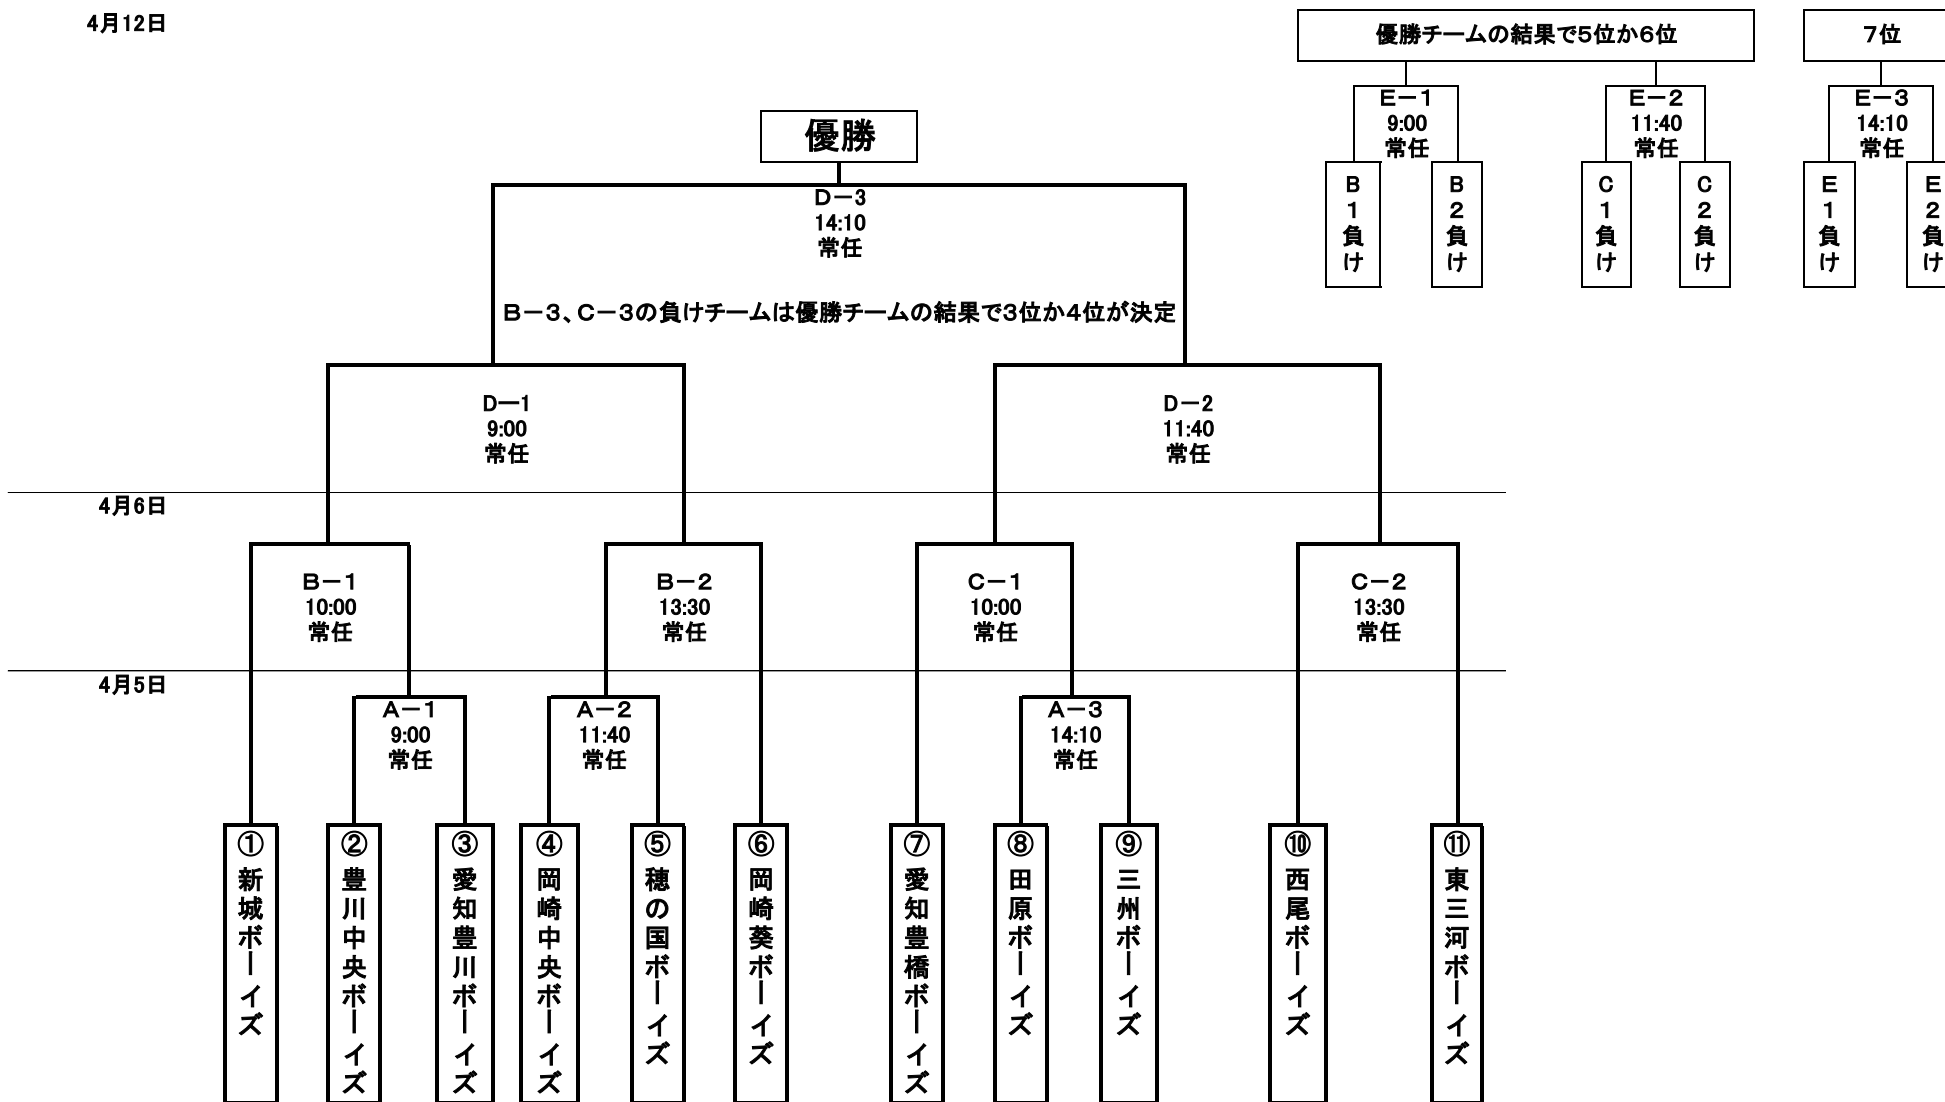 4月12日
優勝チームの結果で5位か6位
7位
E-1
9:00
常任
E-2
11:40
常任
E-3
14:10
常任
B1負け
B2負け
C1負け
C2負け
E1負け
E2負け
優勝
D-3
14:10
常任
B-3、C-3の負けチームは優勝チームの結果で3位か4位が決定
D-1
9:00
常任
D-2
11:40
常任
4月6日
B-1
10:00
常任
B-2
13:30
常任
C-1
10:00
常任
C-2
13:30
常任
4月5日
A-1
9:00
常任
A-2
11:40
常任
A-3
14:10
常任
①新城ボーイズ
②豊川中央ボーイズ
③愛知豊川ボーイズ
④岡崎中央ボーイズ
⑤穂の国ボーイズ
⑥岡崎葵ボーイズ
⑦愛知豊橋ボーイズ
⑧田原ボーイズ
⑨三州ボーイズ
⑩西尾ボーイズ
⑪東三河ボーイズ